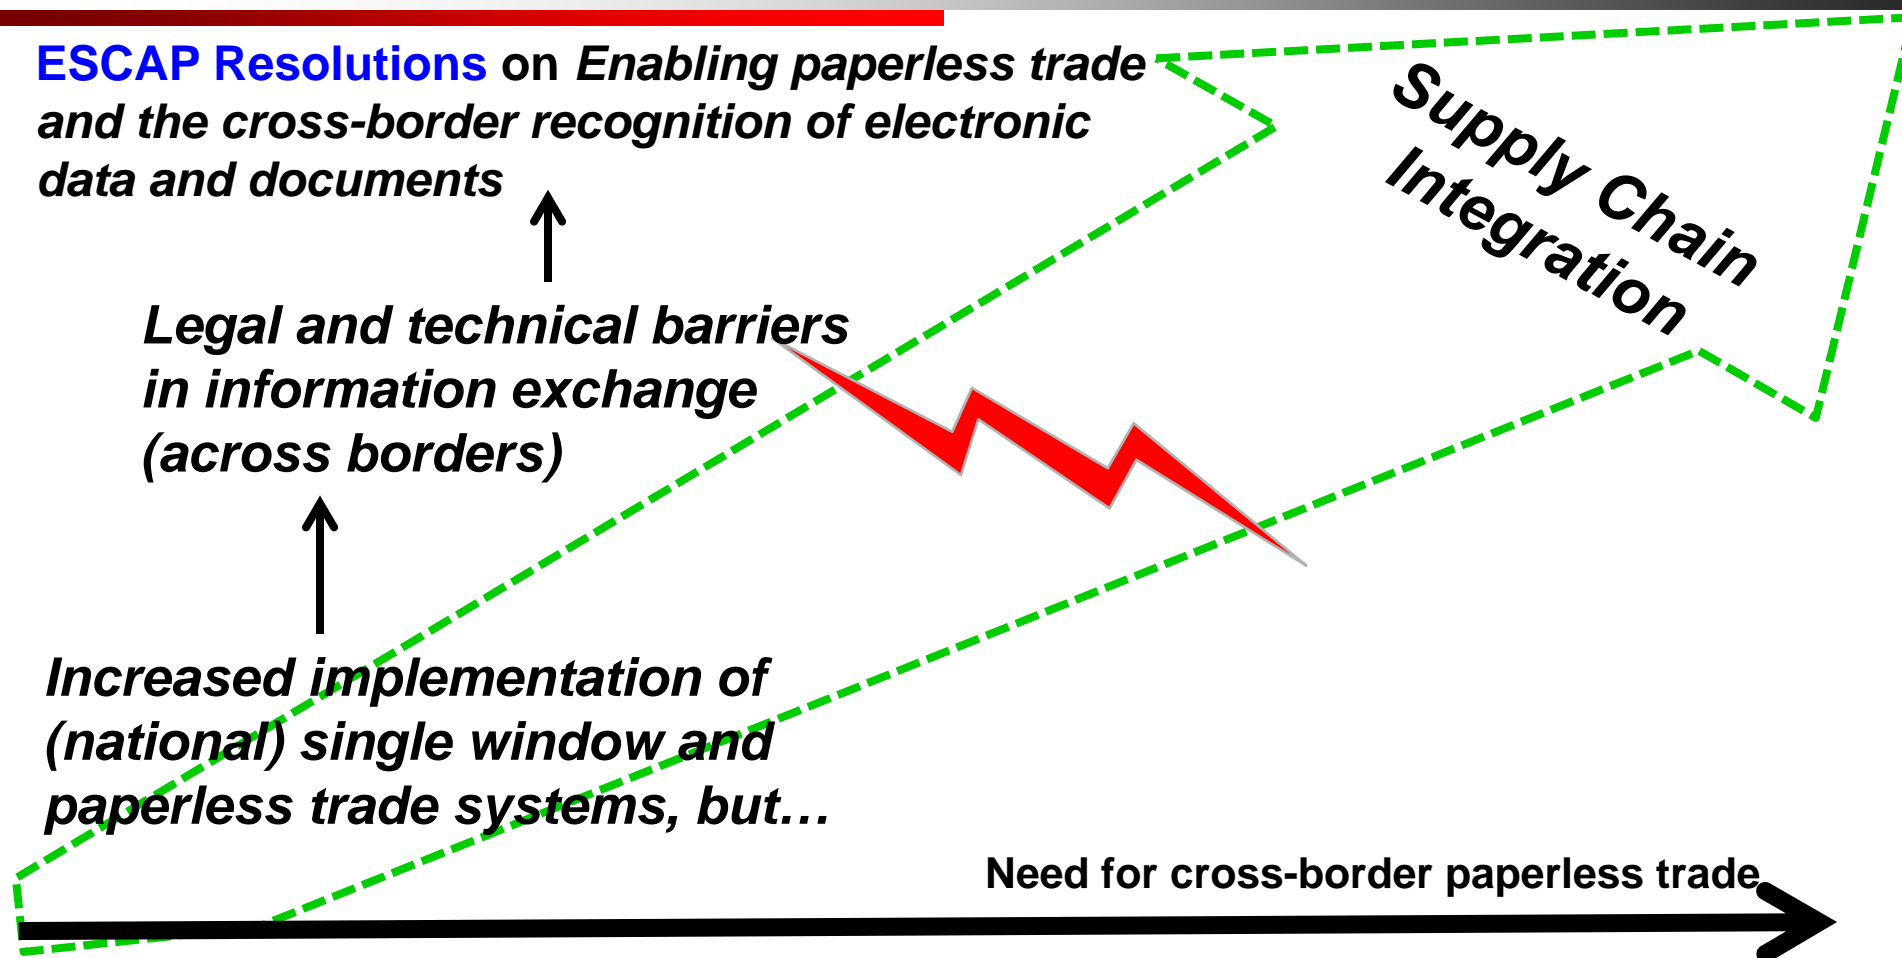 ESCAP Resolutions on Enabling paperless trade
and the cross-border recognition of electronic
data and documents
Supply Chain
Integration
Legal and technical barriers
in information exchange
(across borders)
Increased implementation of
(national) single window and
paperless trade systems, but…
Need for cross-border paperless trade